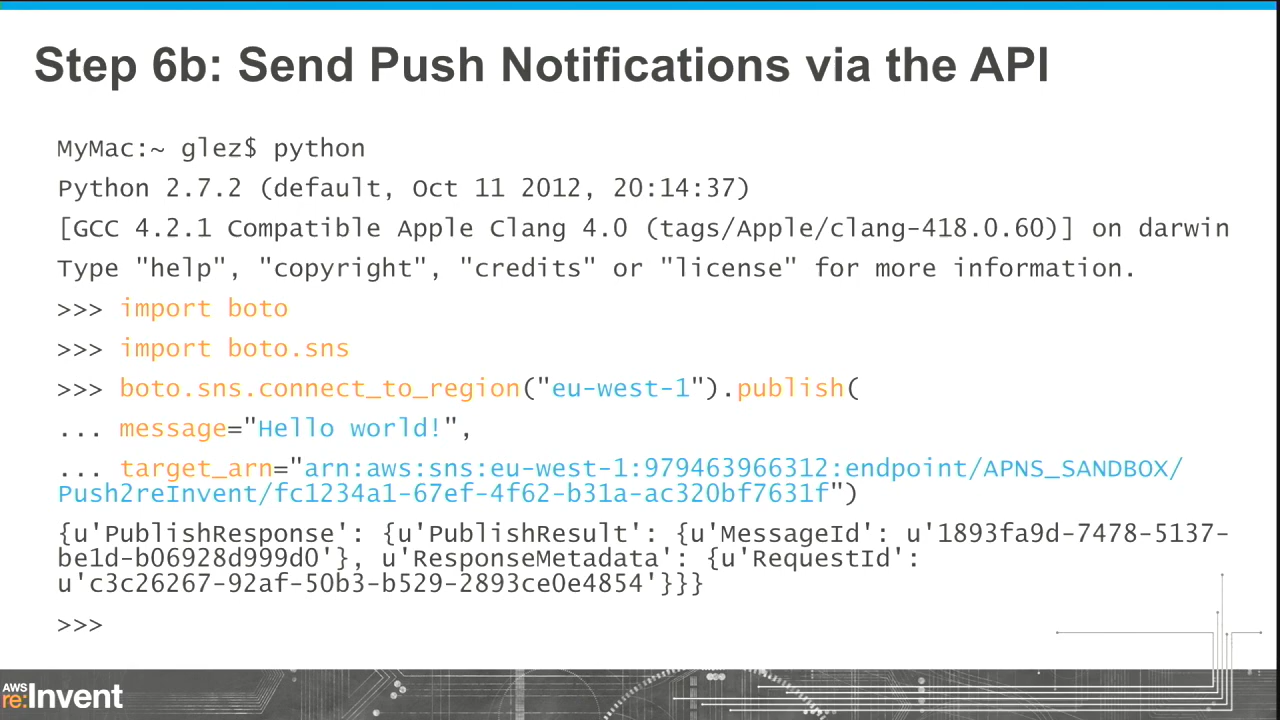 Step 6b: Send Push Notifications via the API
MyMac:~ glez$ python
Python 2.7.2 (default, Oct 11 2012, 20:14:37)
[GCC 4.2.1 Compatible Apple Clang 4.0 (tags/Apple/clang-418.0.60)] on darwin
Type "help", "copyright", "credits" or "license" for more information.
>>> import boto
>>> import boto.sns
>>> boto.sns.connect_to_region("eu-west-1").publish(
... message="Hello world!",
... target_arn="arn:aws:sns:eu-west-1:979463966312:endpoint/APNS_SANDBOX/
Push2reInvent/fc1234a1-67ef-4f62-b31a-ac320bf7631f")
{u'PublishResponse': {u'PublishResult': {u'MessageId': u'1893fa9d-7478-5137-
be1d-b06928d999d0'}, u'ResponseMetadata': {u'RequestId':
u'c3c26267-92af-50b3-b529-2893ce0e4854'}}}
>>>
AWS
re:Invent